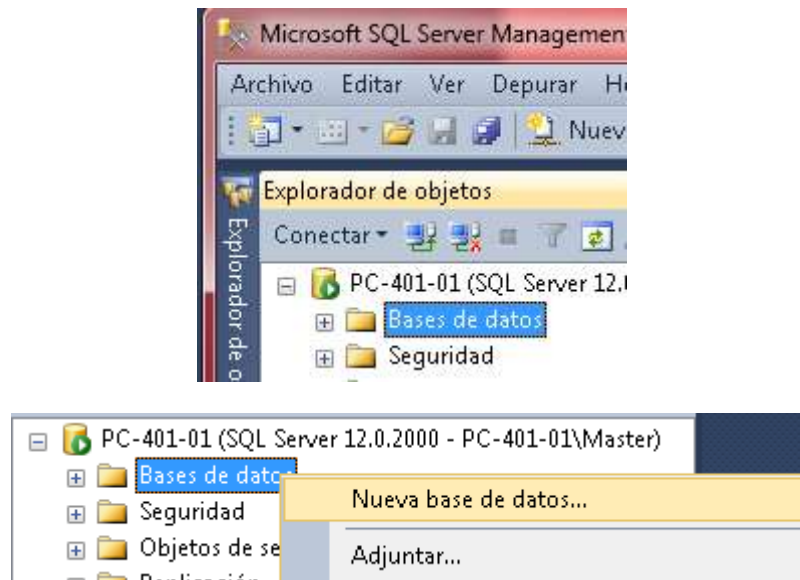 Microsoft SQL Server Managemen
Archivo Editar Ver Depurar H
Nuev
Explorador de objetos
Explorador de o
Conectar
PC-401-01 (SQL Server 12.
Bases de datos
Seguridad
PC-401-01 (SQL Server 12.0.2000 - PC-401-01\Master)
Bases de dato
Nueva base de datos...
Seguridad
Objetos de se
Adjuntar...